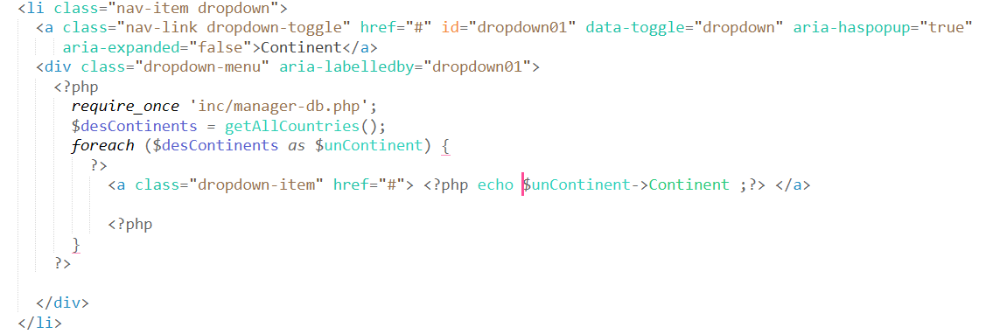 <li class="nav-item dropdown">
<a class="nav-link dropdown-toggle" href="#" id="dropdown01" data-toggle="dropdown" aria-haspopup="true"
aria-expanded="false">Continent</a>
<div class="dropdown-menu" aria-labelledby="dropdown01">
<?php
require_once 'inc/manager-db.php';
$desContinents = getAllCountries();
foreach ($desContinents as $unContinent) {
?>
<a class="dropdown-item" href="#"> <?php echo $unContinent->Continent ;?> </a>
<?php
}
?>
</div>
</li>